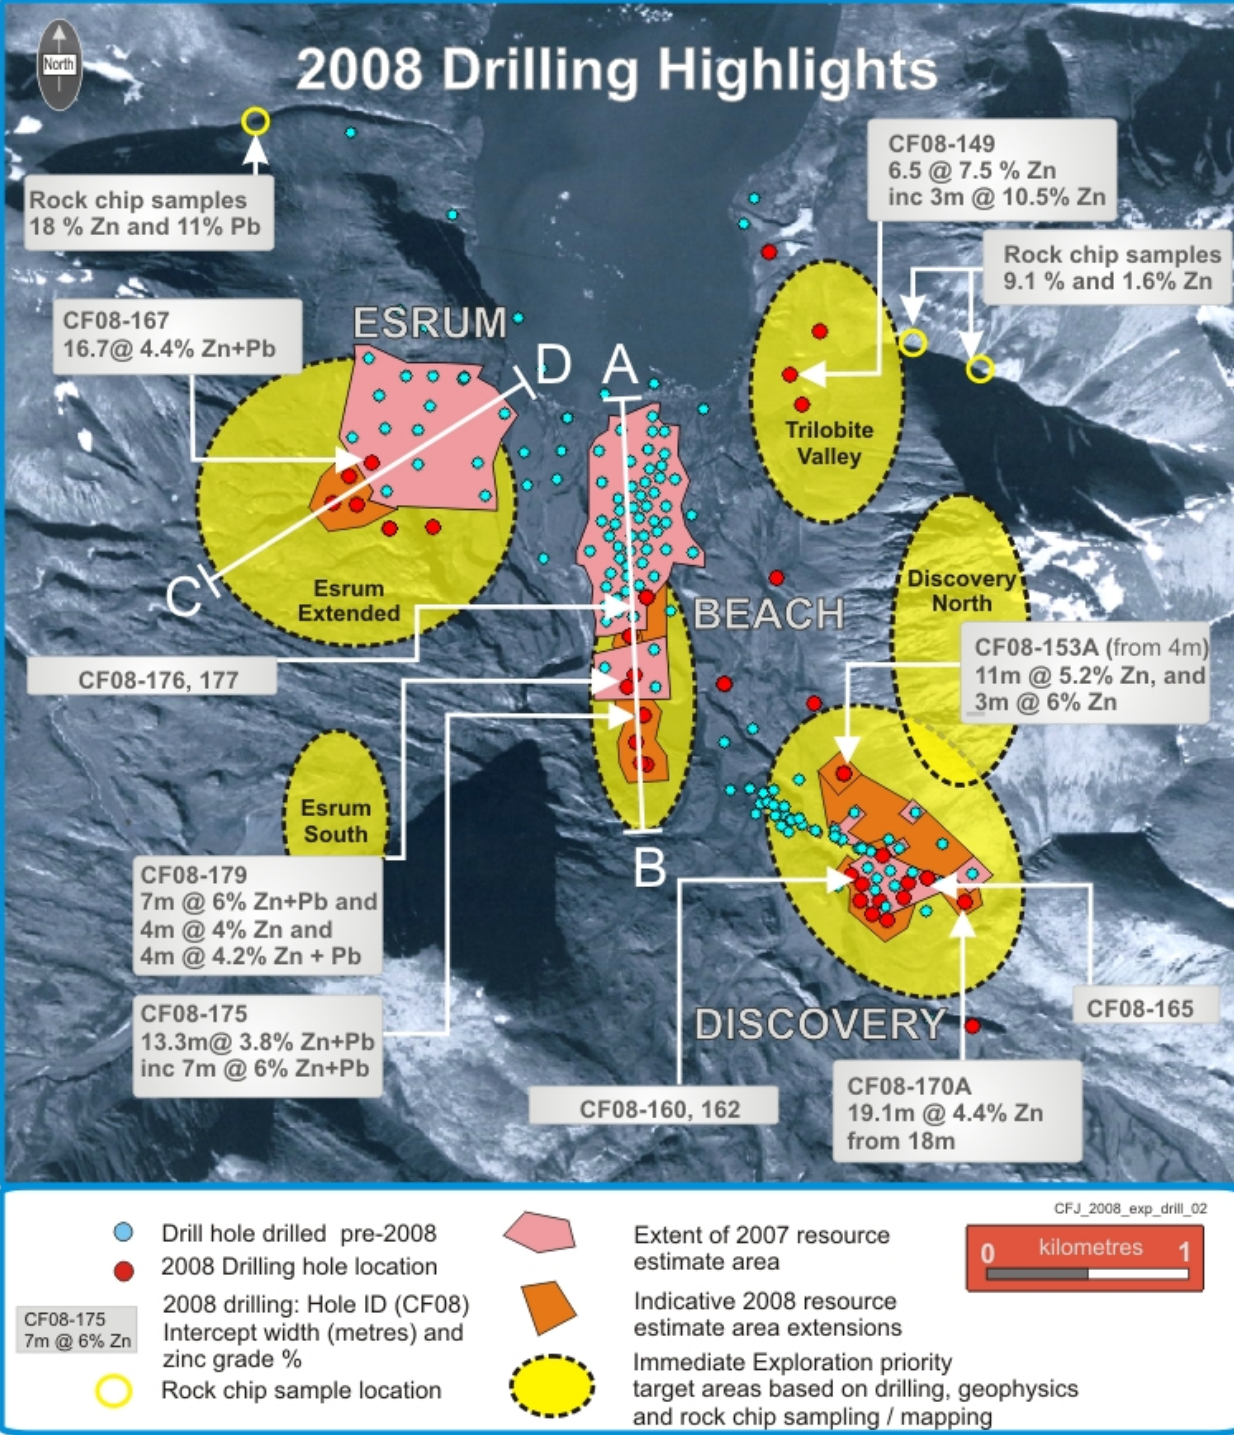 North
2008 Drilling Highlights
CF08-149
6.5 @ 7.5 % Zn
inc 3m @ 10.5% Zn
Rock chip samples
18 % Zn and 11% Pb
Rock chip samples
9.1 % and 1.6% Zn
CF08-167
16.7@ 4.4% Zn+Pb
ESRUM
D
A
Trilobite
Valley
C
Esrum
Extended
Discovery
North
BEACH
CF08-153A (from 4m)
11m @ 5.2% Zn, and
3m @ 6% Zn
CF08-176, 177
Esrum
South
B
CF08-179
7m @ 6% Zn+Pb and
4m @ 4% Zn and
4m @ 4.2% Zn + Pb
CF08-175
13.3m@ 3.8% Zn+Pb
inc 7m @ 6% Zn+Pb
DISCOVERY
CF08-165
CF08-160, 162
CF08-170A
19.1m @ 4.4% Zn
from 18m
CFJ_2008_exp_drill_02
Drill hole drilled pre-2008
2008 Drilling hole location
CF08-175
7m @ 6% Zn
2008 drilling: Hole ID (CF08)
Intercept width (metres) and
zinc grade %
Rock chip sample location
Extent of 2007 resource
estimate area
Indicative 2008 resource
estimate area extensions
Immediate Exploration priority
target areas based on drilling, geophysics
and rock chip sampling / mapping
0 kilometres 1